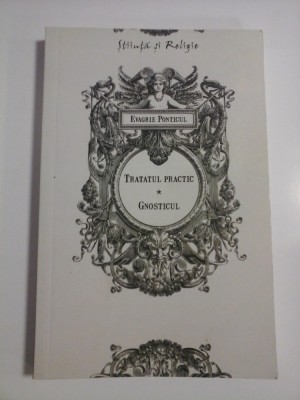 Știință și Religie
EVAGRIE PONTICUL
TRATATUL PRACTIC
*
GNOSTICUL